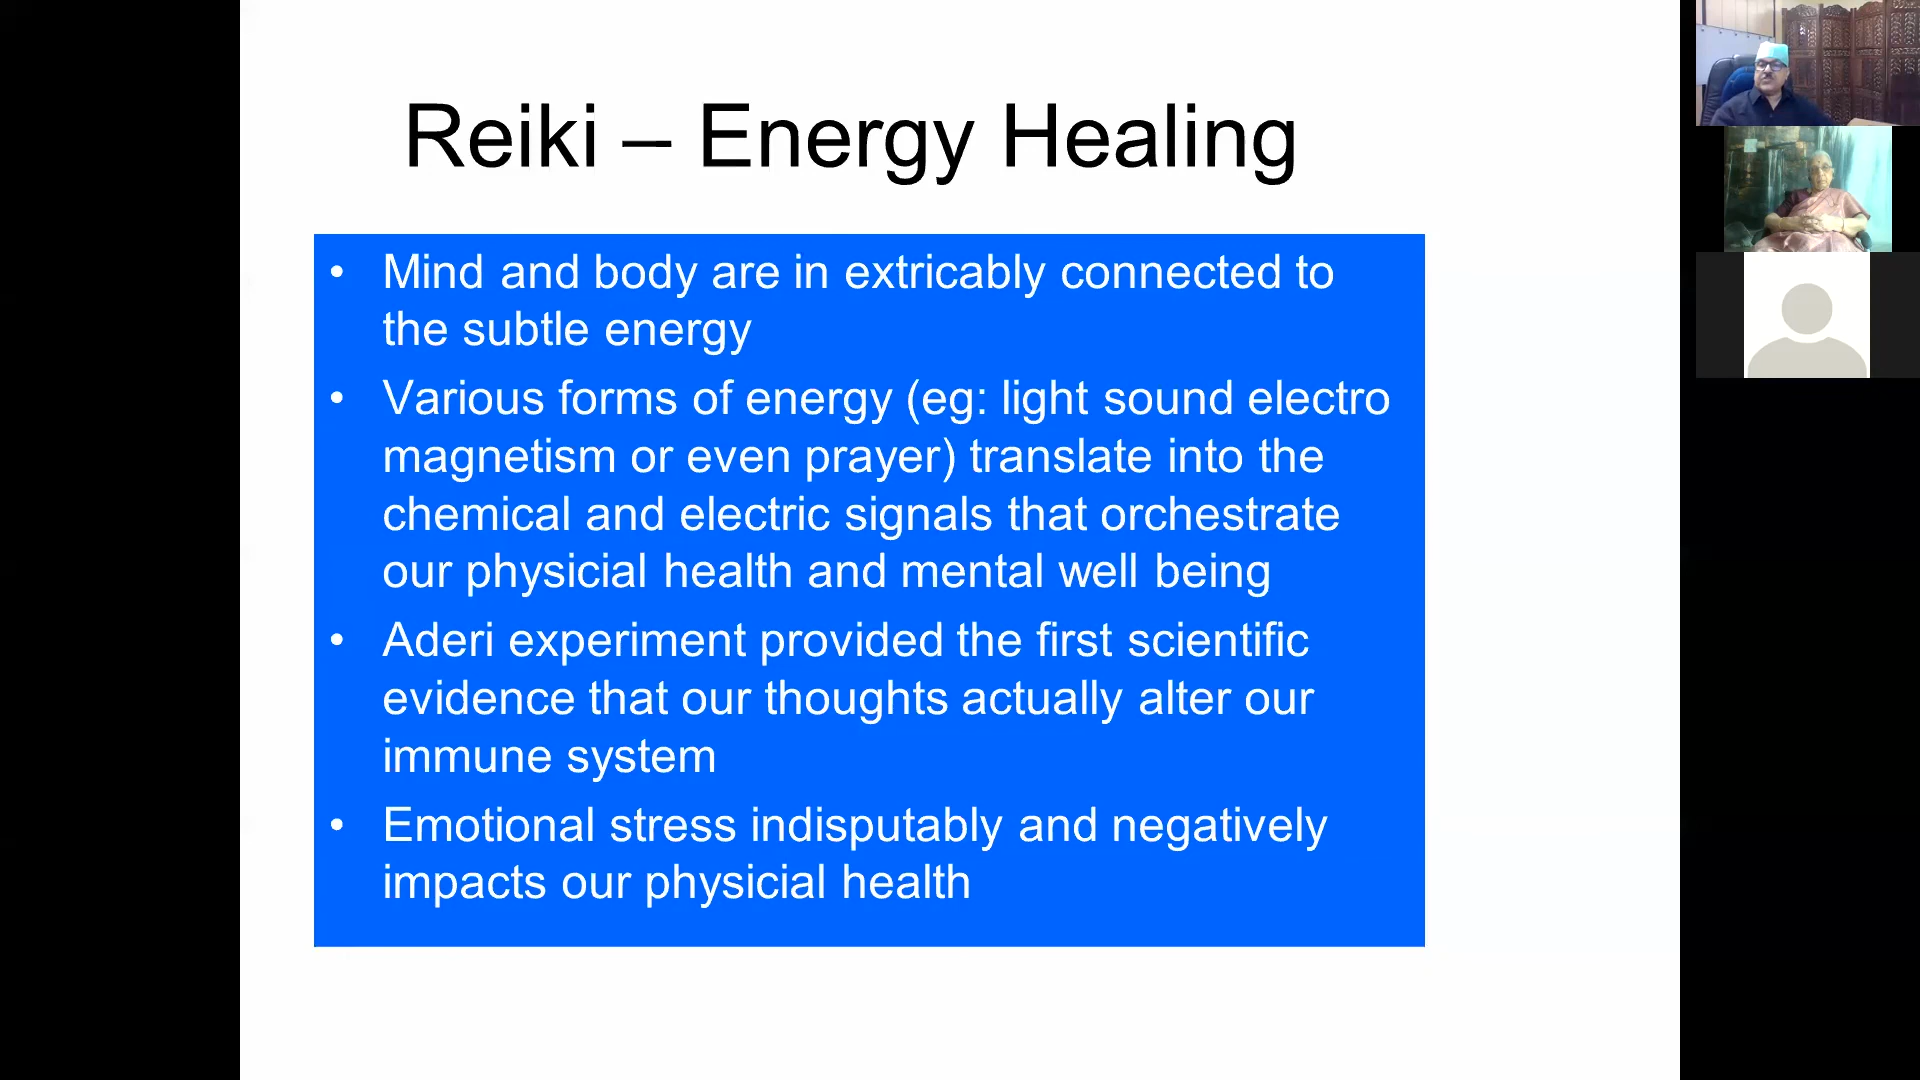 Reiki – Energy Healing
• Mind and body are in extricably connected to
the subtle energy
• Various forms of energy (eg: light sound electro
magnetism or even prayer) translate into the
chemical and electric signals that orchestrate
our physicial health and mental well being
• Aderi experiment provided the first scientific
evidence that our thoughts actually alter our
immune system
• Emotional stress indisputably and negatively
impacts our physicial health